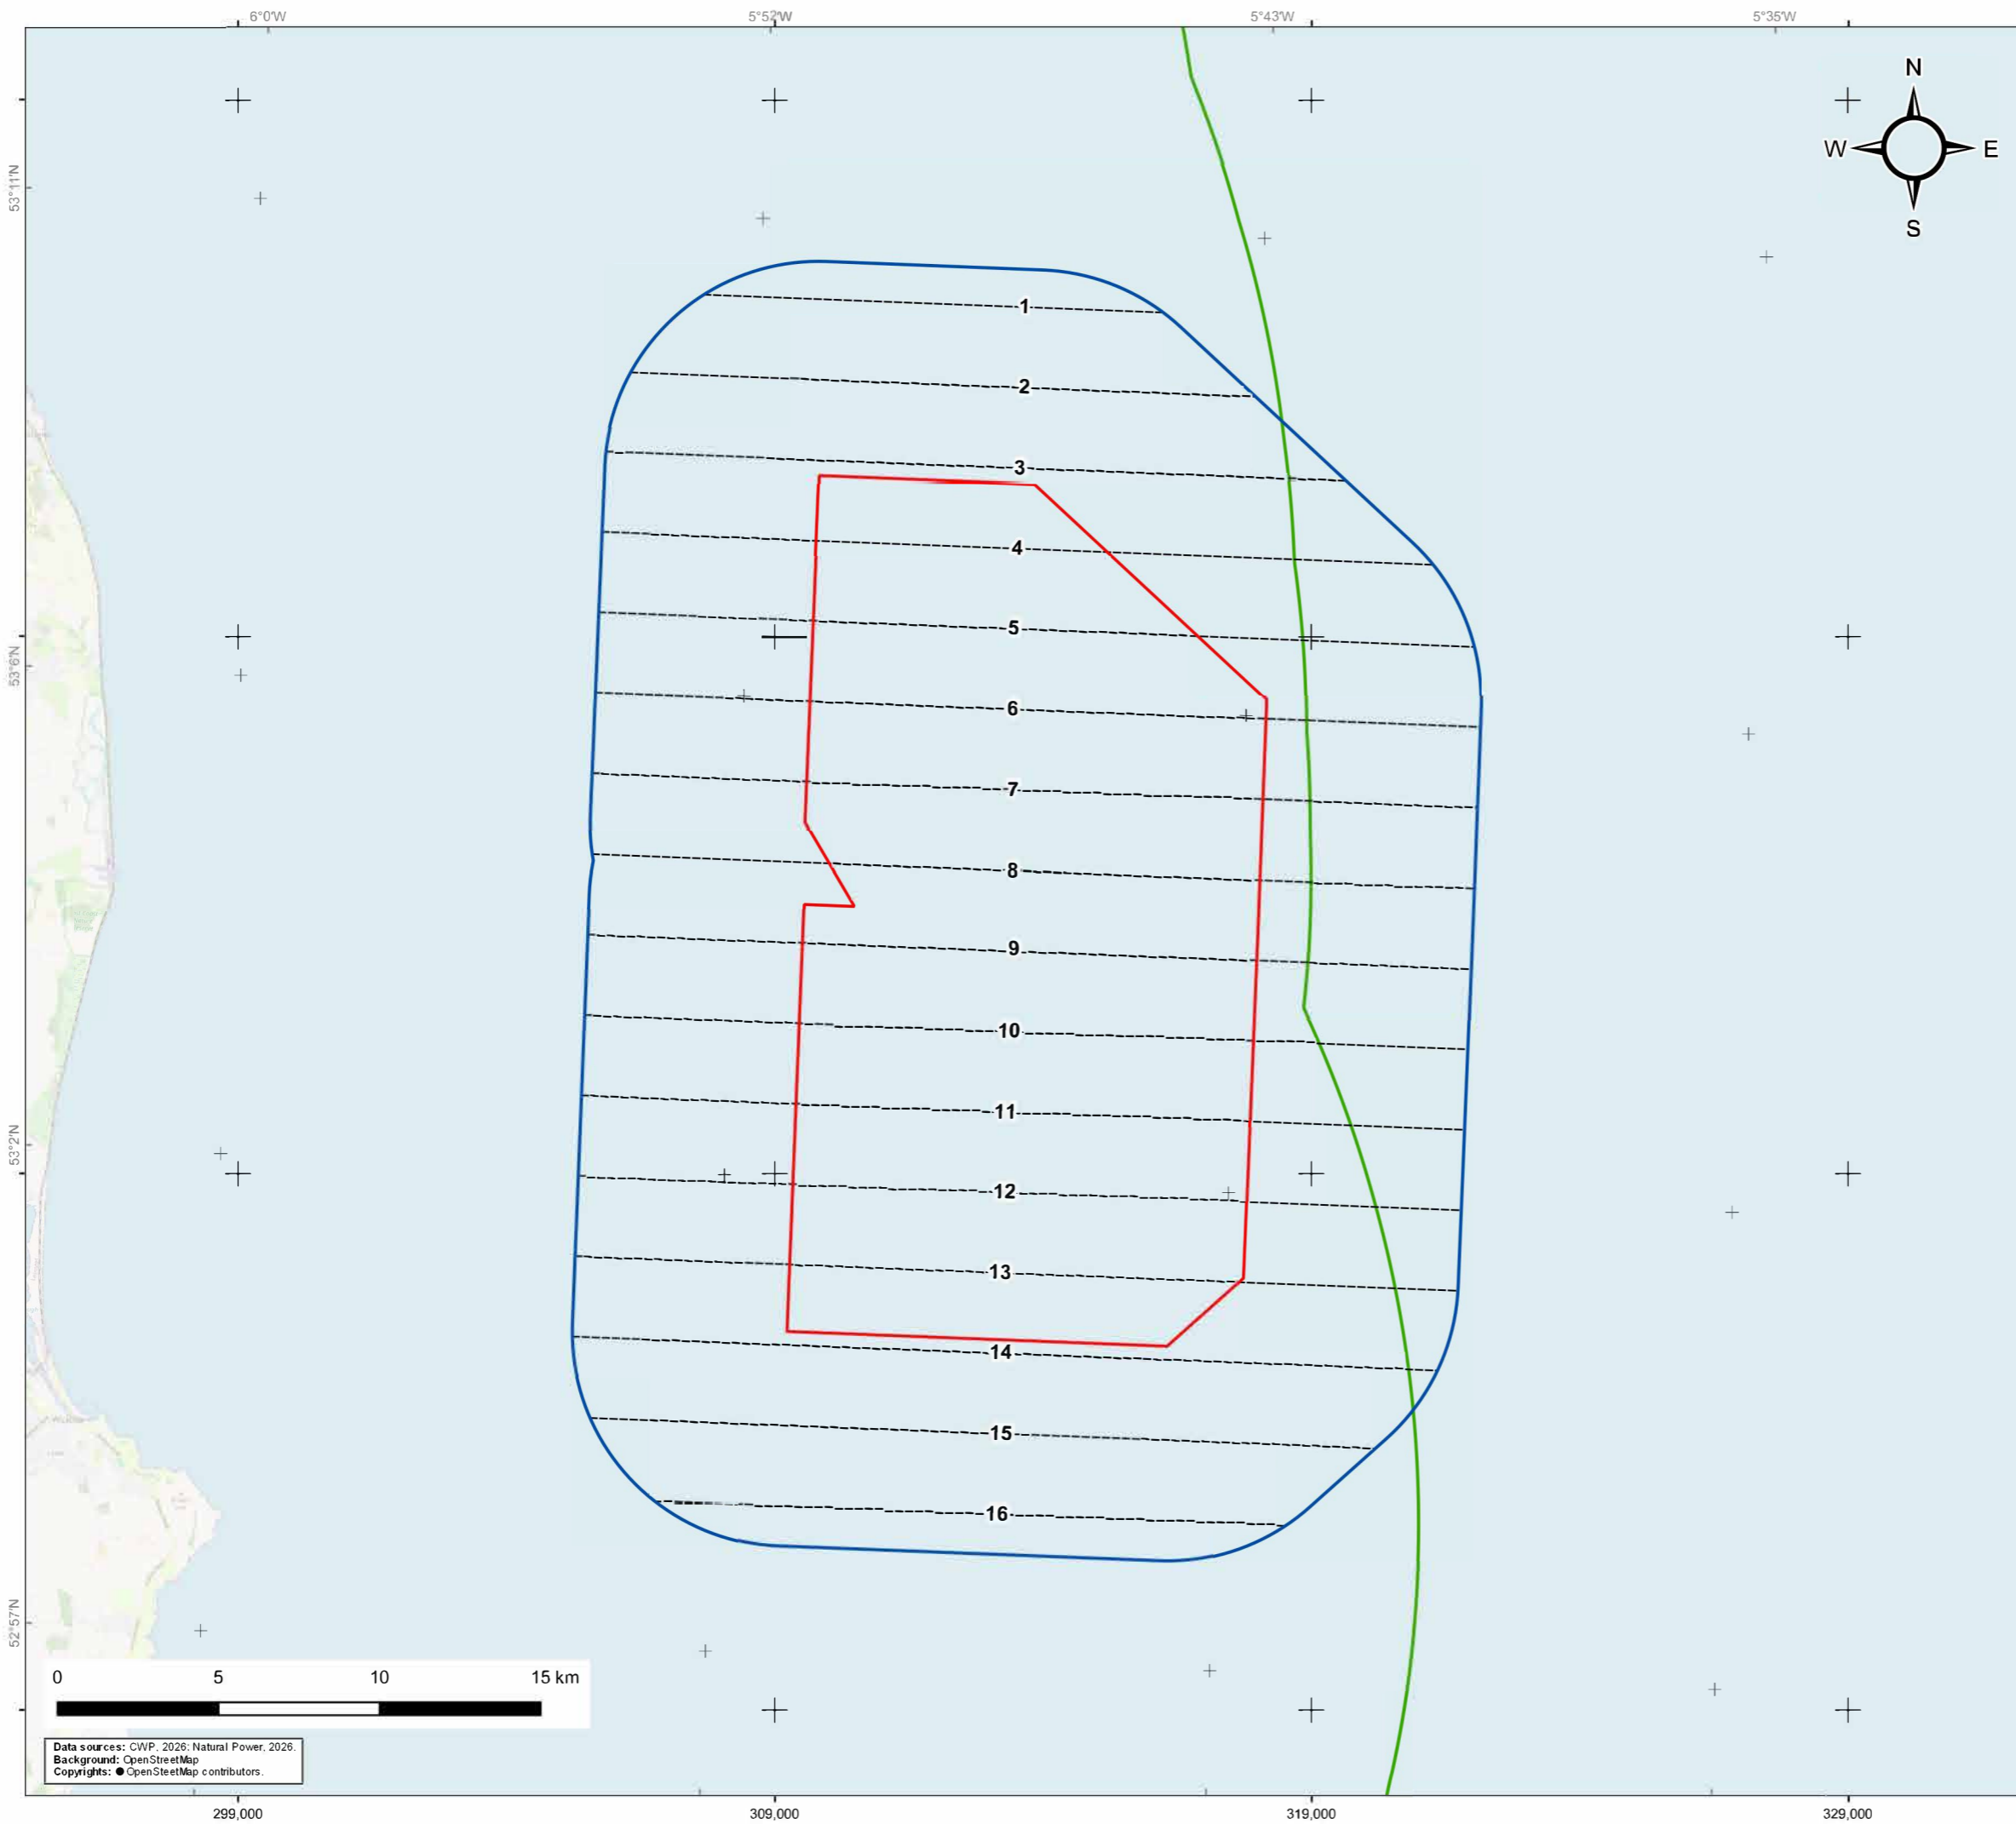 6°0'W 5°52'W 5°43'W 5°35'W
N
W E
S
53°11'N
53°6'N
53°2'N
52°57'N
1
2
3
4
5
6
7
8
9
10
11
12
13
14
15
16
0 5 10 15 km
Data sources: CWP, 2026; Natural Power, 2026.
Background: OpenStreetMap
Copyrights: ● OpenSteetMap contributors.
299,000 309,000 319,000 329,000